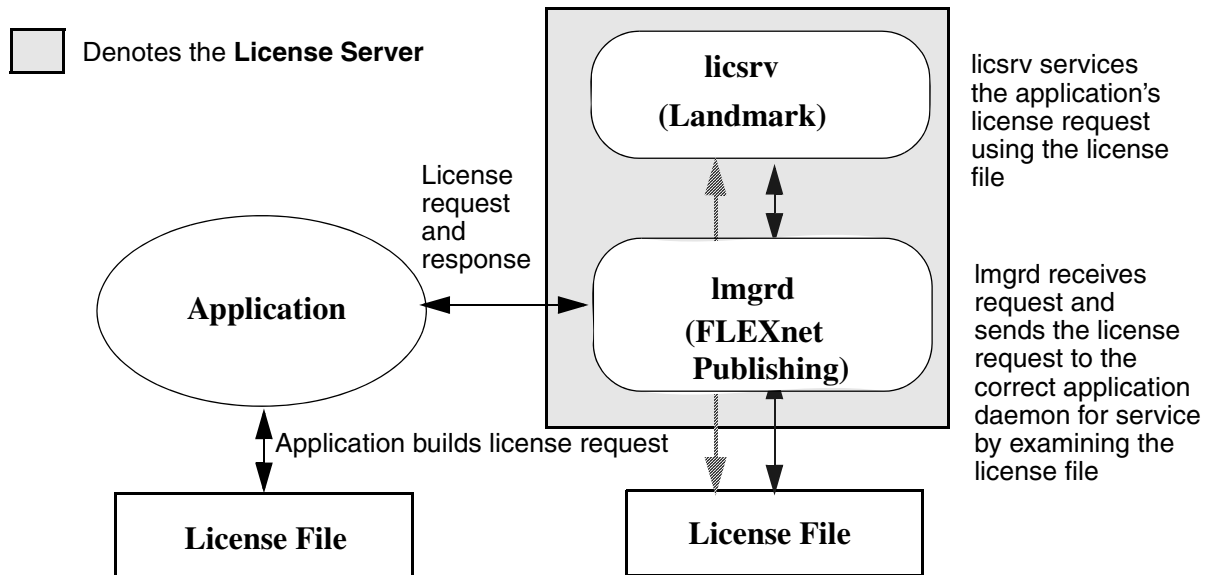 Denotes the License Server
licsrv
(Landmark)
licsrv services
the application's
license request
using the license
file
License
request
and
response
Application
lmgrd
(FLEXnet
Publishing)
lmgrd receives
request and
sends the license
request to the
correct application
daemon for service
by examining the
license file
Application builds license request
License File
License File